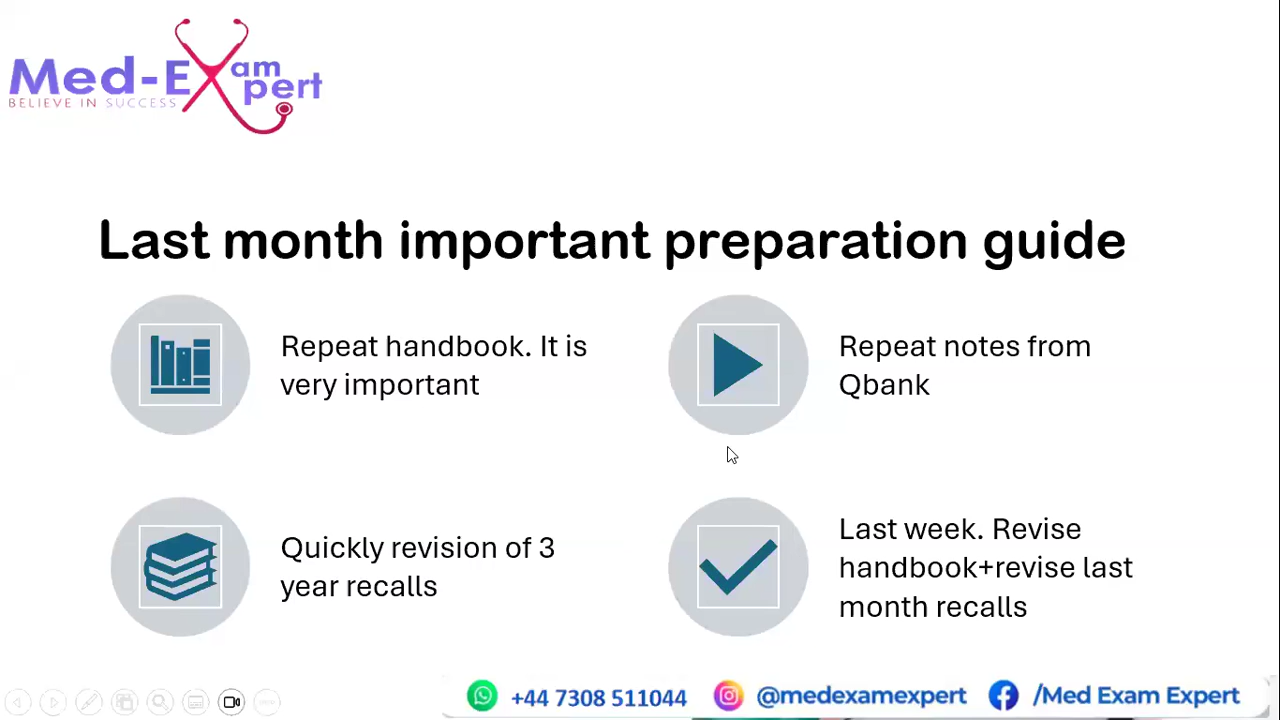 Med-Exam Xpert
BELIEVE IN SUCCESS
Last month important preparation guide
Repeat handbook. It is
very important
Repeat notes from
Qbank
Quickly revision of 3
year recalls
Last week. Revise
handbook+revise last
month recalls
+44 7308 511044
@medexamexpert
/Med Exam Expert